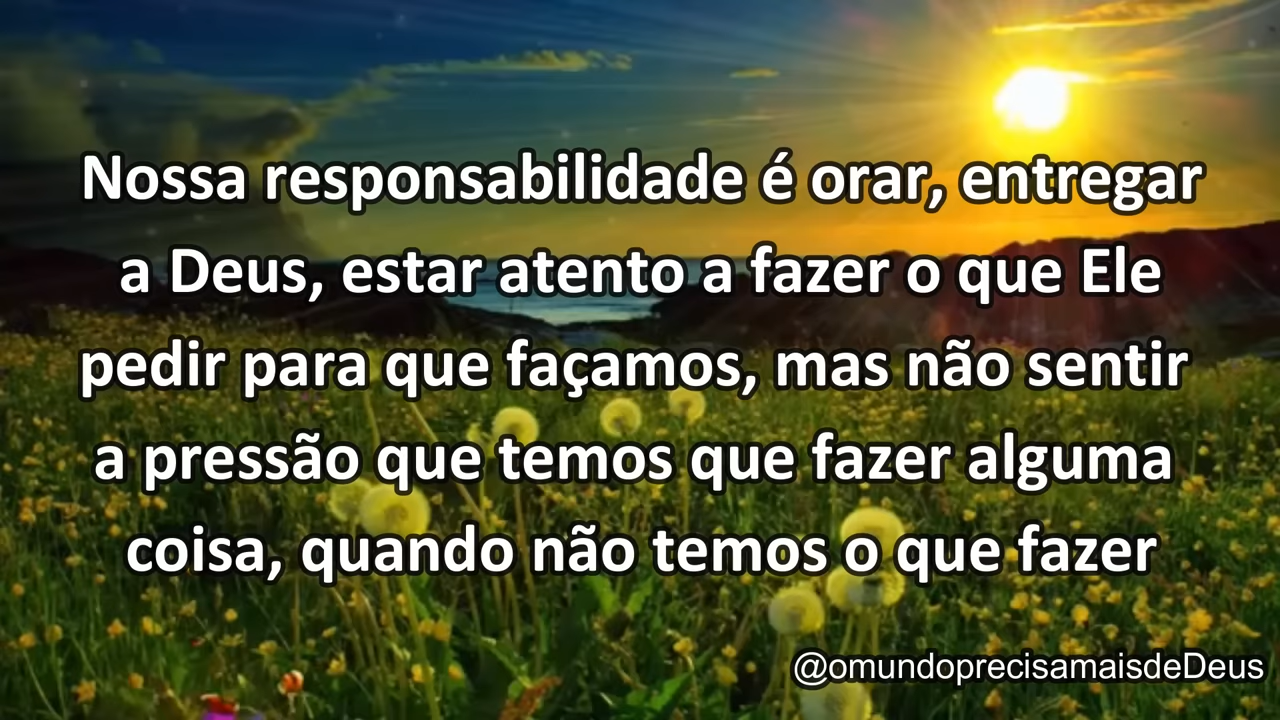 Nossa responsabilidade é orar, entregar
a Deus, estar atento a fazer o que Ele
pedir para que façamos, mas não sentir
a pressão que temos que fazer alguma
coisa, quando não temos o que fazer
@omundoprecisamaisdeDeus